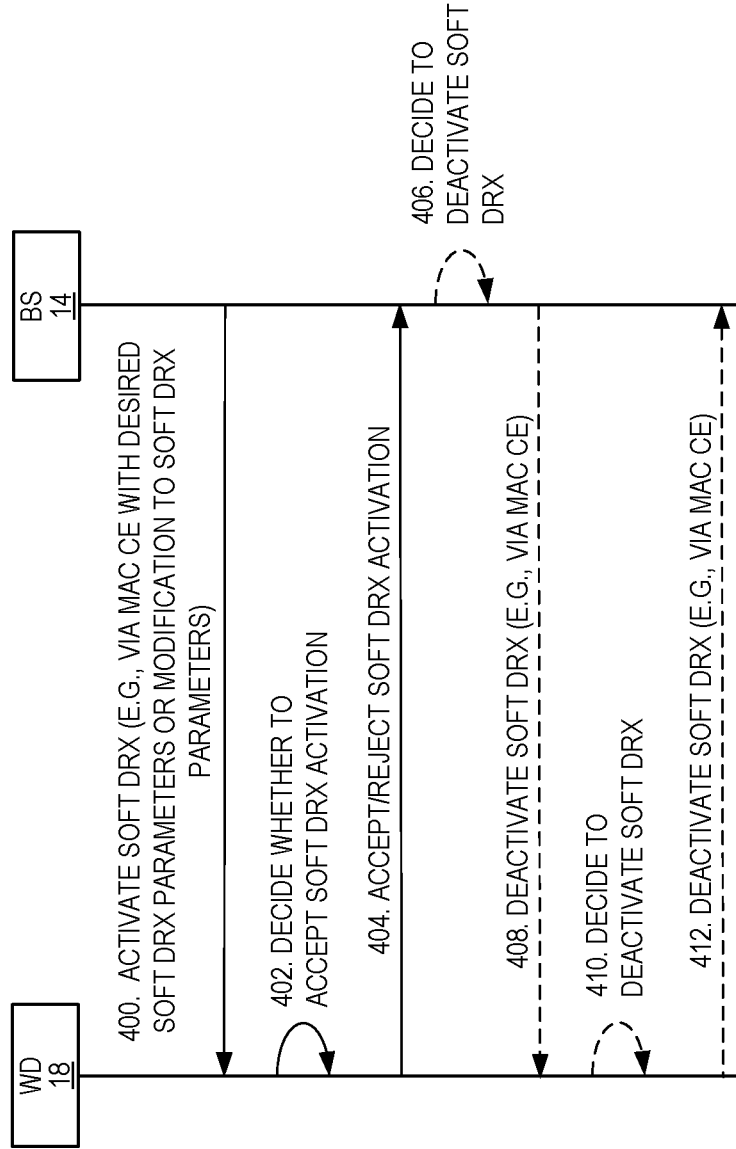 WD
18
BS
14
400. ACTIVATE SOFT DRX (E.G., VIA MAC CE WITH DESIRED
SOFT DRX PARAMETERS OR MODIFICATION TO SOFT DRX
PARAMETERS)
402. DECIDE WHETHER TO
ACCEPT SOFT DRX ACTIVATION
404. ACCEPT/REJECT SOFT DRX ACTIVATION
406. DECIDE TO
DEACTIVATE SOFT
DRX
408. DEACTIVATE SOFT DRX (E.G., VIA MAC CE)
410. DECIDE TO
DEACTIVATE SOFT DRX
412. DEACTIVATE SOFT DRX (E.G., VIA MAC CE)